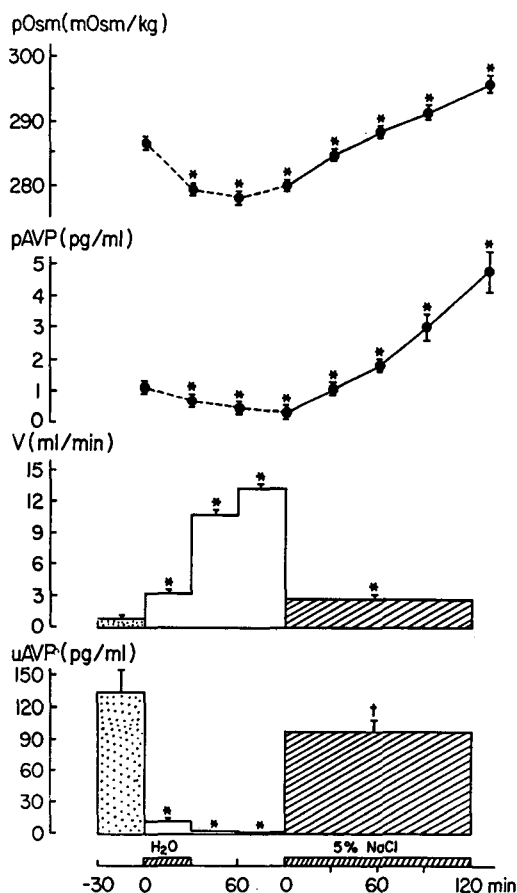 pOsm(mOsm/kg)
300
290
280
pAVP(pg/ml)
5
4
3
2
1
0
V(ml/min)
15
12
9
6
3
0
uAVP(pg/ml)
150
120
90
60
30
0
* * * * * * *
* * * * * * *
* * * *
* * * †
H₂O 5% NaCl
-30 0 60 0 60 120 min